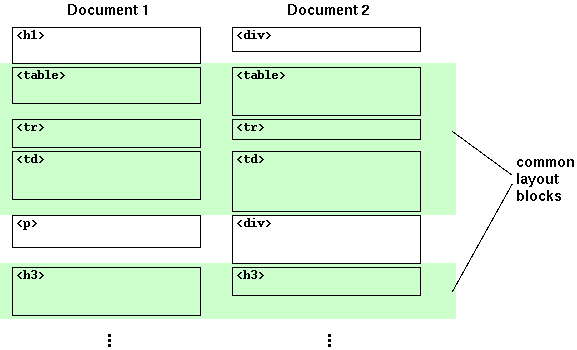 Document 1 Document 2
<h1> <div>
<table> <table>
<tr> <tr>
<td> <td>
common
layout
blocks
<p> <div>
<h3> <h3>